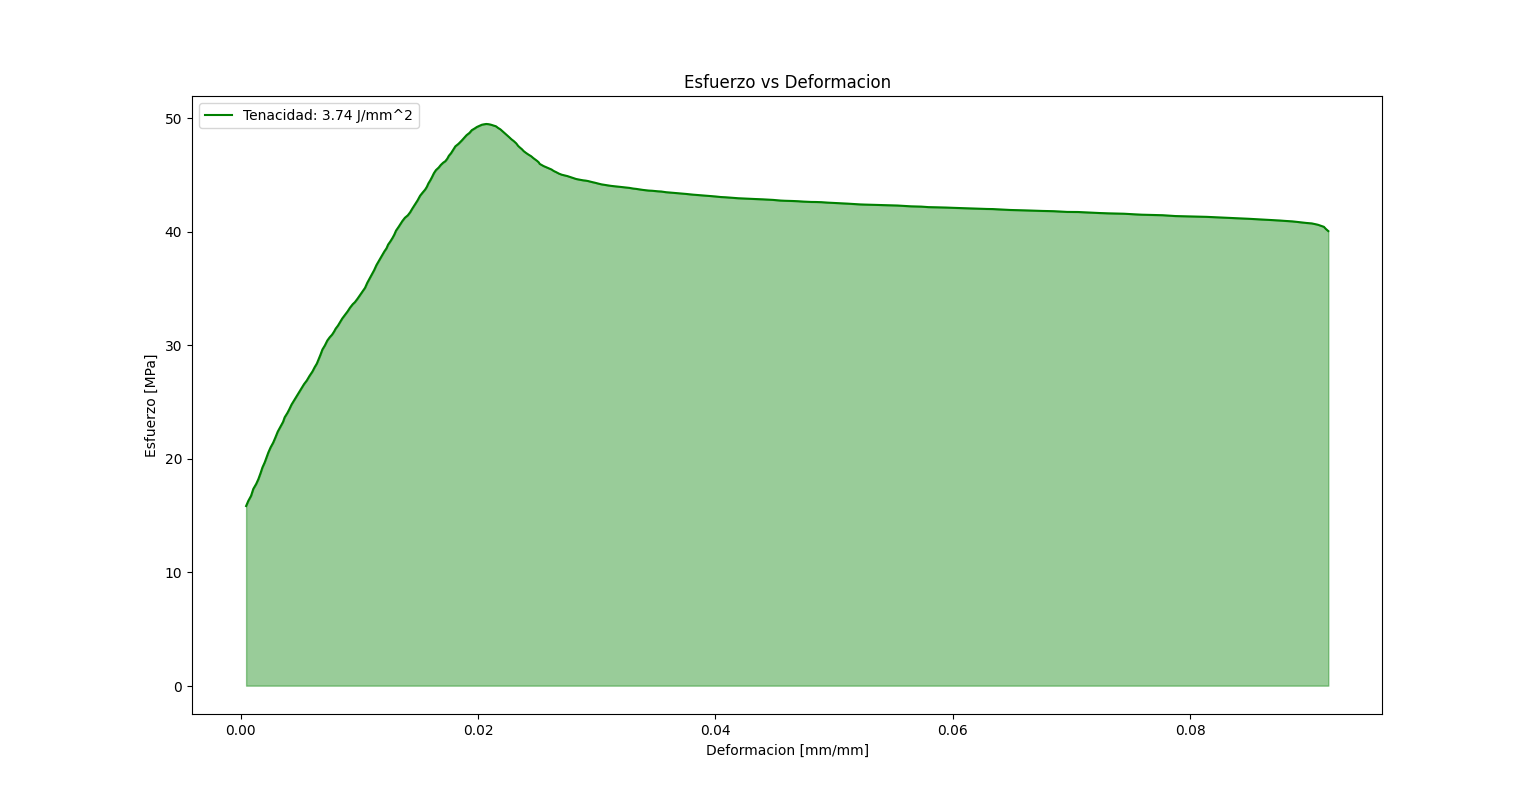 Esfuerzo vs Deformacion
Tenacidad: 3.74 J/mm^2
50
40
30
20
10
0
Esfuerzo [MPa]
0.00 0.02 0.04 0.06 0.08
Deformacion [mm/mm]